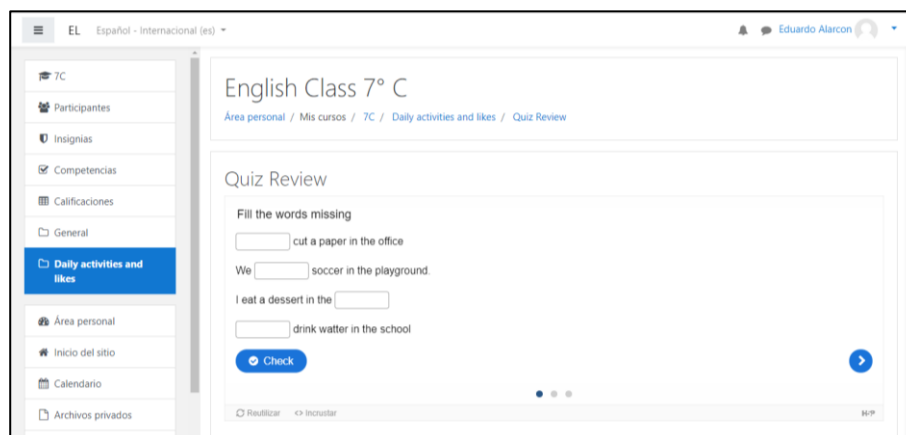 EL Español - Internacional (es)
Eduardo Alarcon
7C
Participantes
Insignias
Competencias
Calificaciones
General
Daily activities and
likes
Área personal
Inicio del sitio
Calendario
Archivos privados
English Class 7° C
Área personal / Mis cursos / 7C / Daily activities and likes / Quiz Review
Quiz Review
Fill the words missing
cut a paper in the office
We soccer in the playground.
I eat a dessert in the
drink watter in the school
Check
Reutilizar <> Incrustar
H5P